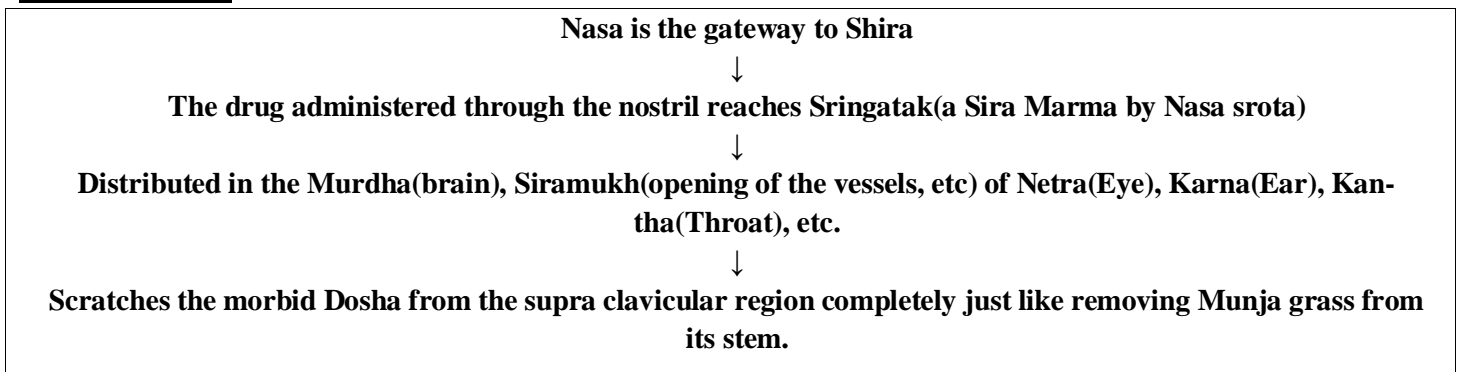 Nasa is the gateway to Shira
↓
The drug administered through the nostril reaches Sringatak(a Sira Marma by Nasa srota)
↓
Distributed in the Murdha(brain), Siramukh(opening of the vessels, etc) of Netra(Eye), Karna(Ear), Kan-
tha(Throat), etc.
↓
Scratches the morbid Dosha from the supra clavicular region completely just like removing Munja grass from
its stem.